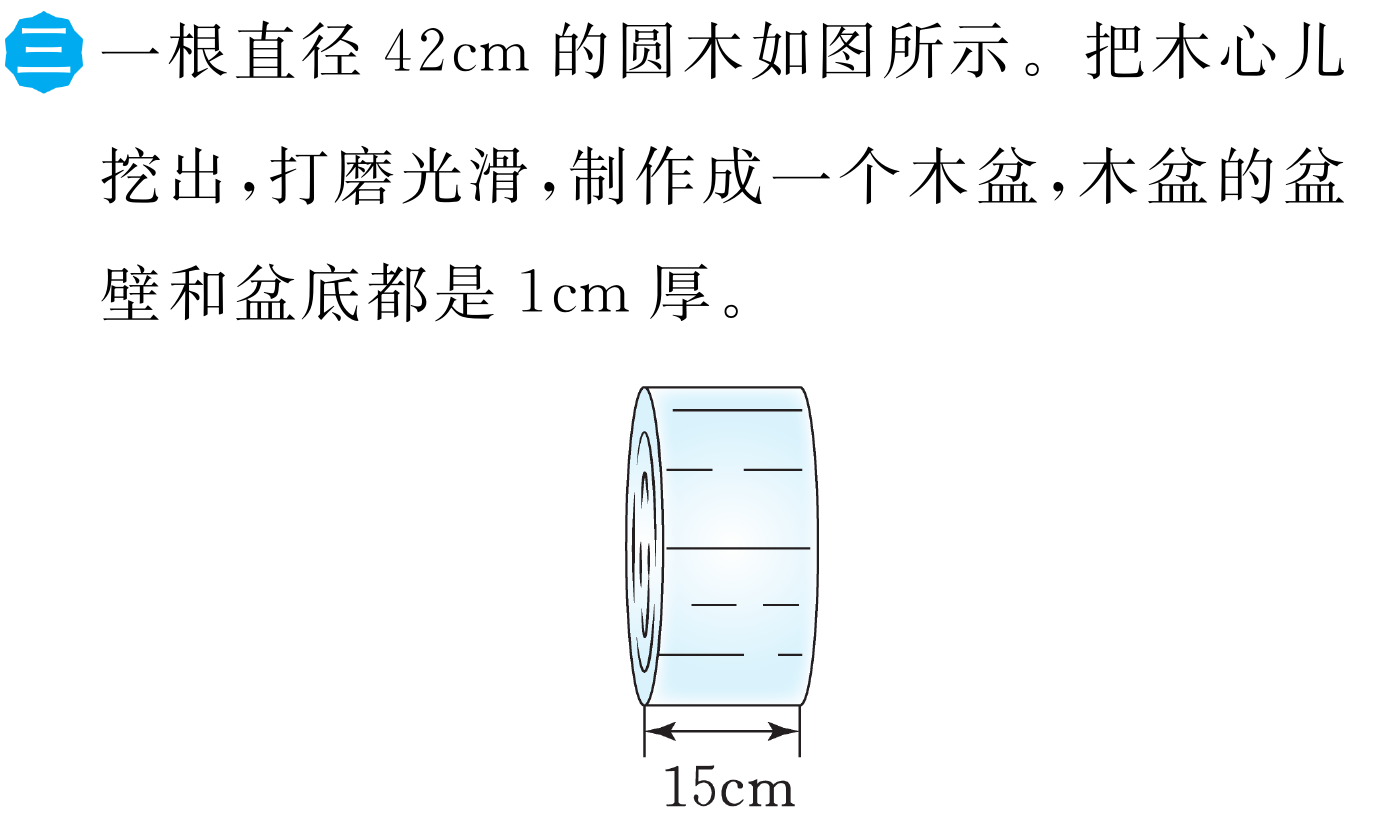 三 一根直径 42cm 的圆木如图所示。把木心儿
挖出,打磨光滑,制作成一个木盆,木盆的盆
壁和盆底都是 1cm 厚。
15cm